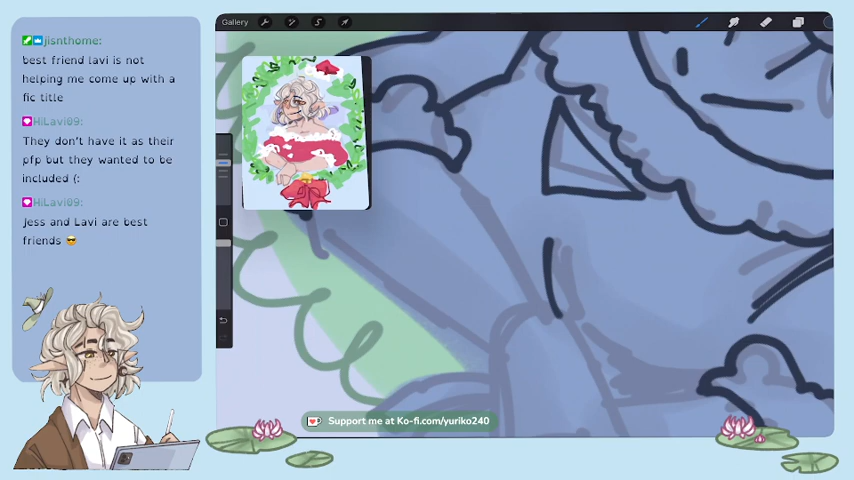 jisnthome:
best friend lavi is not
helping me come up with a
fic title
HiLavi09:
They don't have it as their
pfp but they wanted to be
included (:
HiLavi09:
Jess and Lavi are best
friends 😎
Gallery
Support me at Ko-fi.com/yuriko240